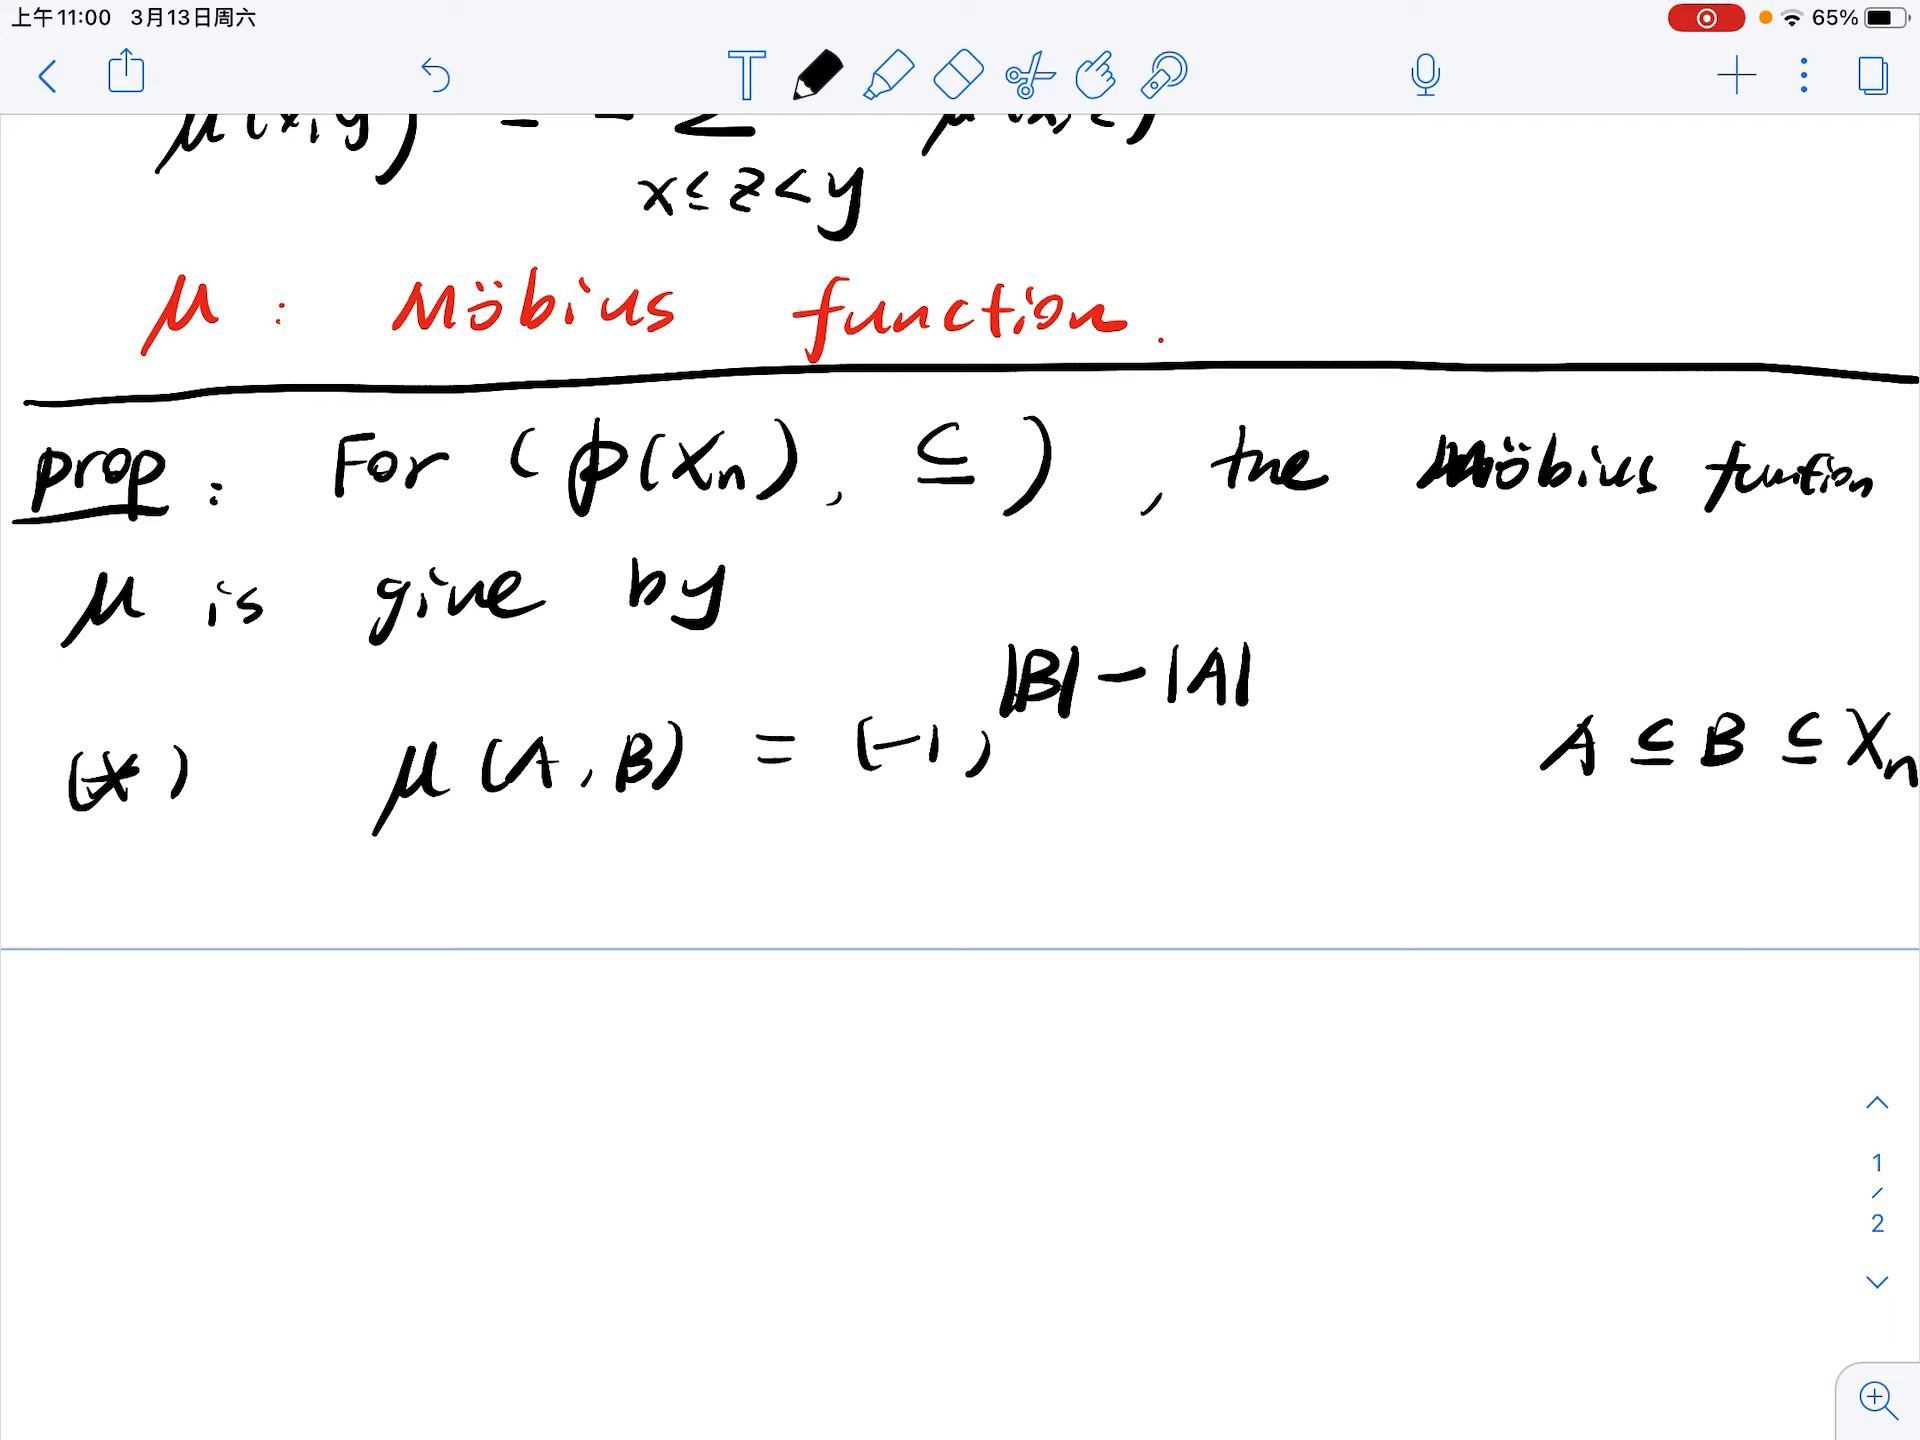 上午11:00 3月13日周六
65%
T
μ(x,y) = - Σ μ(x,z)
x≤z<y
μ : Möbius function.
prop : For (p(Xn), ⊆), the Möbius function
μ is give by
(*) μ(A,B) = (-1)^{|B|-|A|} A ⊆ B ⊆ Xn
1
/
2